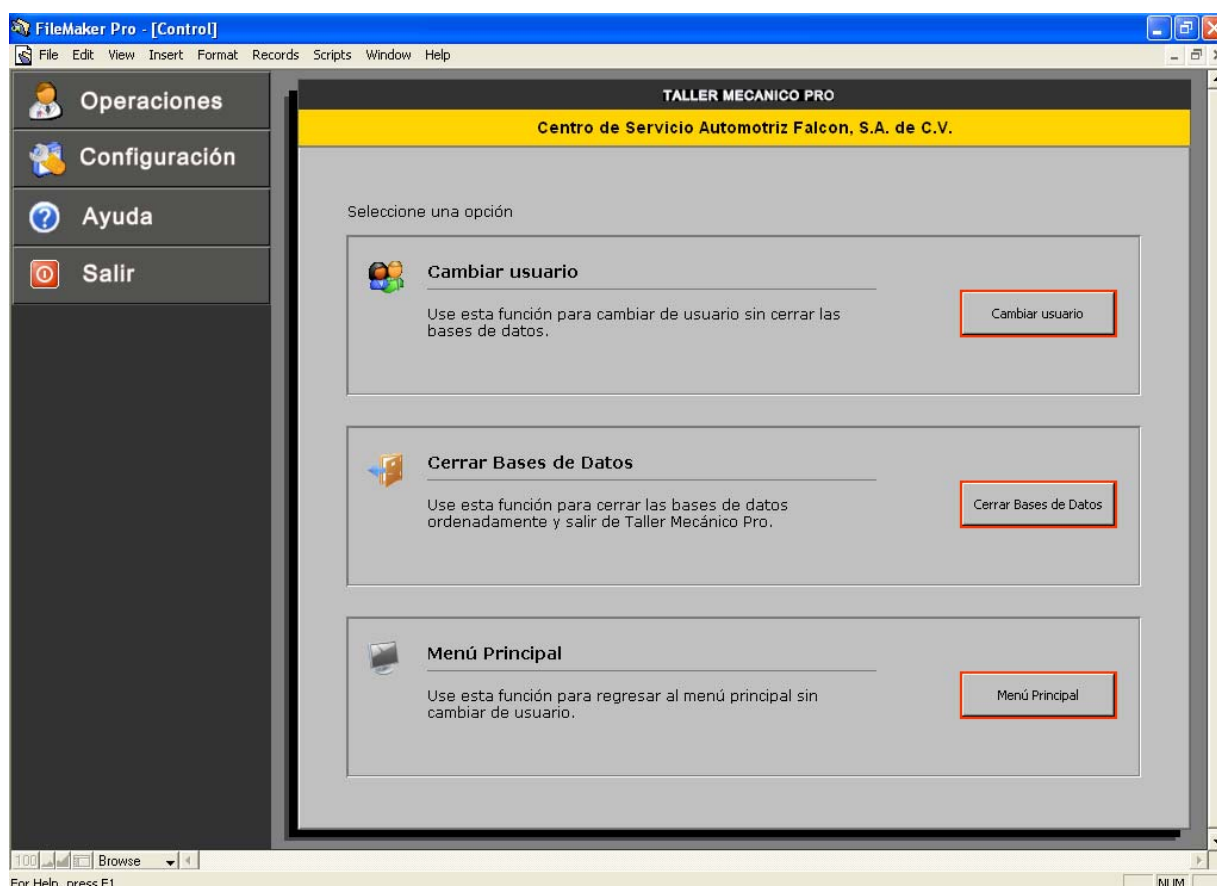 FileMaker Pro - [Control]
File Edit View Insert Format Records Scripts Window Help
Operaciones
Configuración
Ayuda
Salir
TALLER MECANICO PRO
Centro de Servicio Automotriz Falcon, S.A. de C.V.
Seleccione una opción
Cambiar usuario
Use esta función para cambiar de usuario sin cerrar las
bases de datos.
Cambiar usuario
Cerrar Bases de Datos
Use esta función para cerrar las bases de datos
ordenadamente y salir de Taller Mecánico Pro.
Cerrar Bases de Datos
Menú Principal
Use esta función para regresar al menú principal sin
cambiar de usuario.
Menú Principal
100 Browse
For Help, press F1
NUM